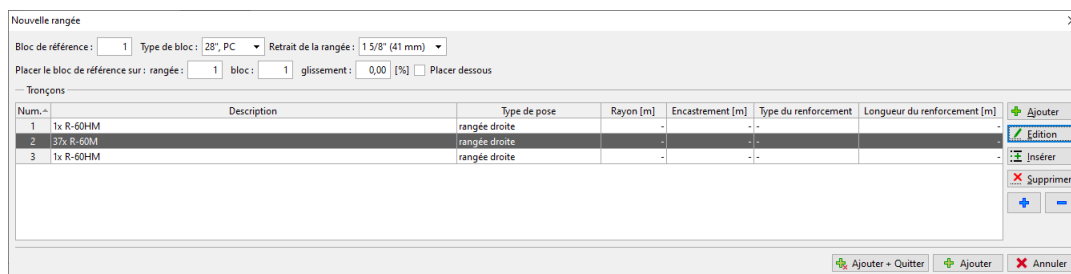 Nouvelle rangée
Bloc de référence : 1 Type de bloc : 28", PC Retrait de la rangée : 1 5/8" (41 mm)
Placer le bloc de référence sur : rangée : 1 bloc : 1 glissement : 0,00 [%] Placer dessous
Tronçons
Num. Description Type de pose Rayon [m] Encastrement [m] Type du renforcement Longueur du renforcement [m]
1 1x R-60HM rangée droite - - - -
2 37x R-60M rangée droite - - - -
3 1x R-60HM rangée droite - - - -
Ajouter
Edition
Insérer
Supprimer
Ajouter + Quitter Ajouter Annuler